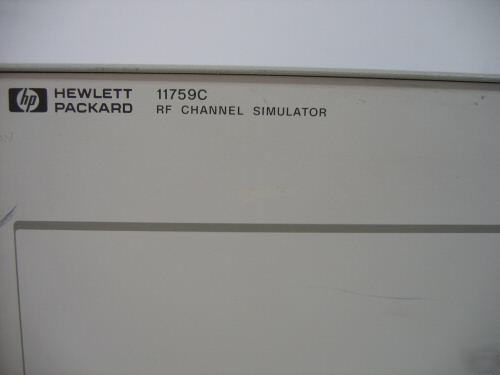 hp HEWLETT PACKARD
11759C
RF CHANNEL SIMULATOR